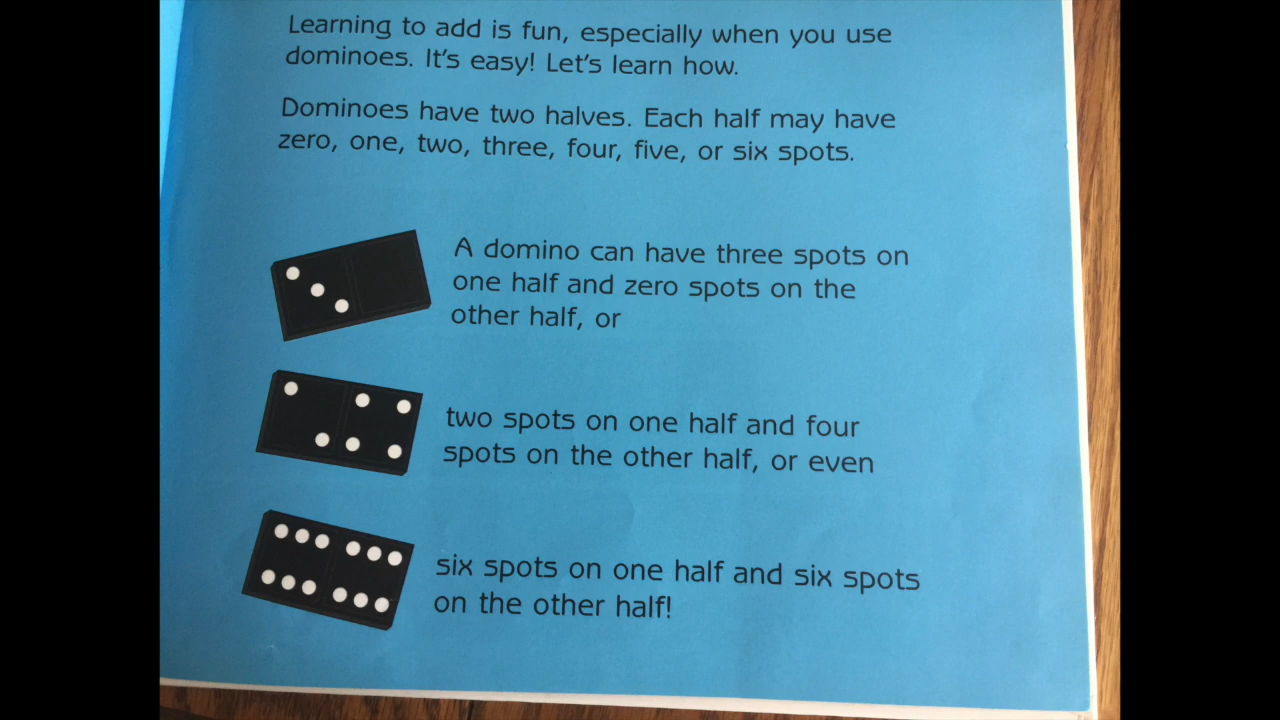 Learning to add is fun, especially when you use
dominoes. It's easy! Let's learn how.
Dominoes have two halves. Each half may have
zero, one, two, three, four, five, or six spots.
A domino can have three spots on
one half and zero spots on the
other half, or
two spots on one half and four
spots on the other half, or even
six spots on one half and six spots
on the other half!